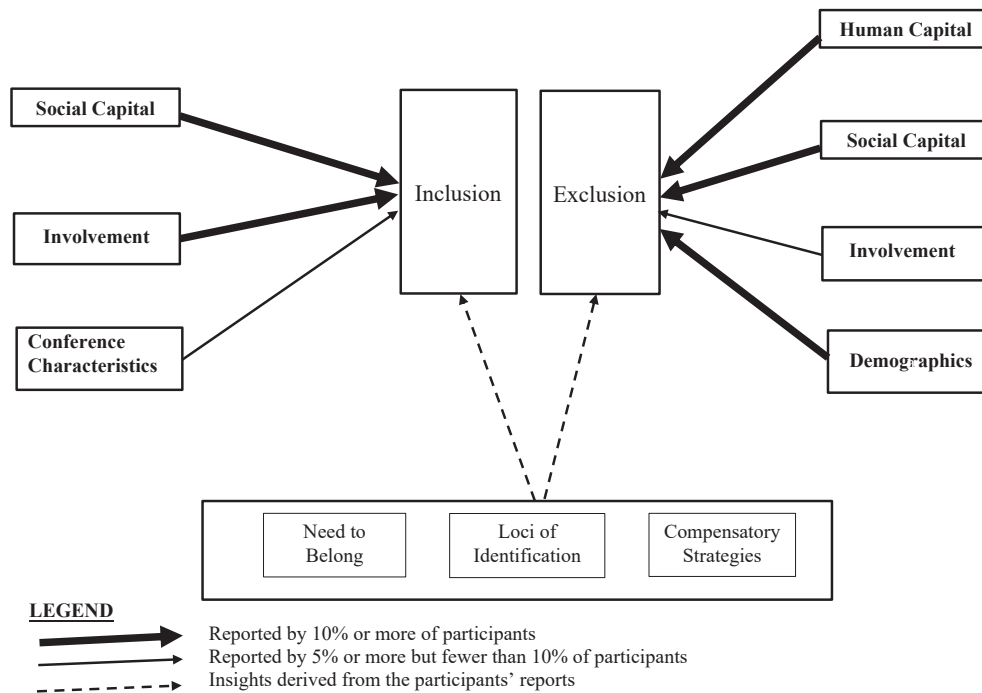 Human Capital
Social Capital
Social Capital
Inclusion
Exclusion
Involvement
Involvement
Conference
Characteristics
Demographics
Need to
Belong
Loci of
Identification
Compensatory
Strategies
LEGEND
Reported by 10% or more of participants
Reported by 5% or more but fewer than 10% of participants
Insights derived from the participants’ reports